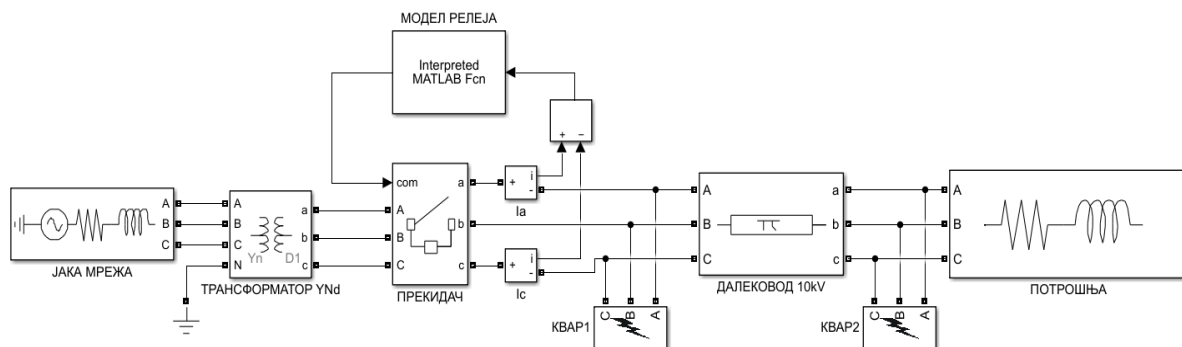 МОДЕЛ РЕЛЕЈА
Interpreted
MATLAB Fcn
+ −
com
A
B
C
a
b
c
ПРЕКИДАЧ
+ i -
Ia
+ i -
Ic
A
B
C
ЈАКА МРЕЖА
A
B
C
N
Yn D1
a
b
c
ТРАНСФОРМАТОР YNd
A
B
C
a
b
c
ДАЛЕКОВОД 10kV
A
B
C
ПОТРОШЊА
КВАР1
C B A
КВАР2
C B A